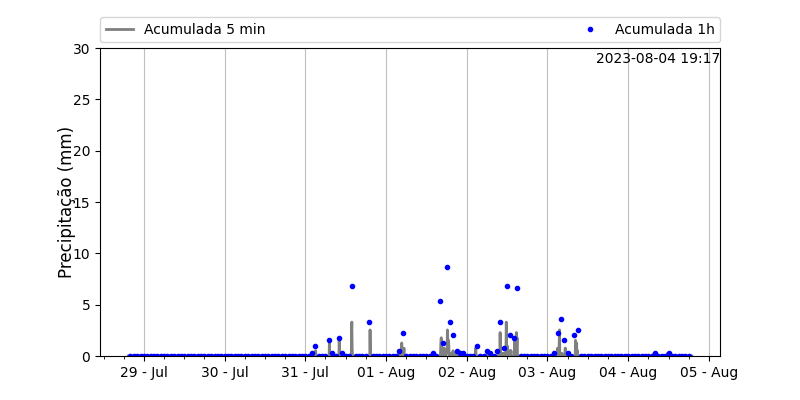 Acumulada 5 min
Acumulada 1h
2023-08-04 19:17
Precipitação (mm)
30
25
20
15
10
5
0
29 - Jul
30 - Jul
31 - Jul
01 - Aug
02 - Aug
03 - Aug
04 - Aug
05 - Aug